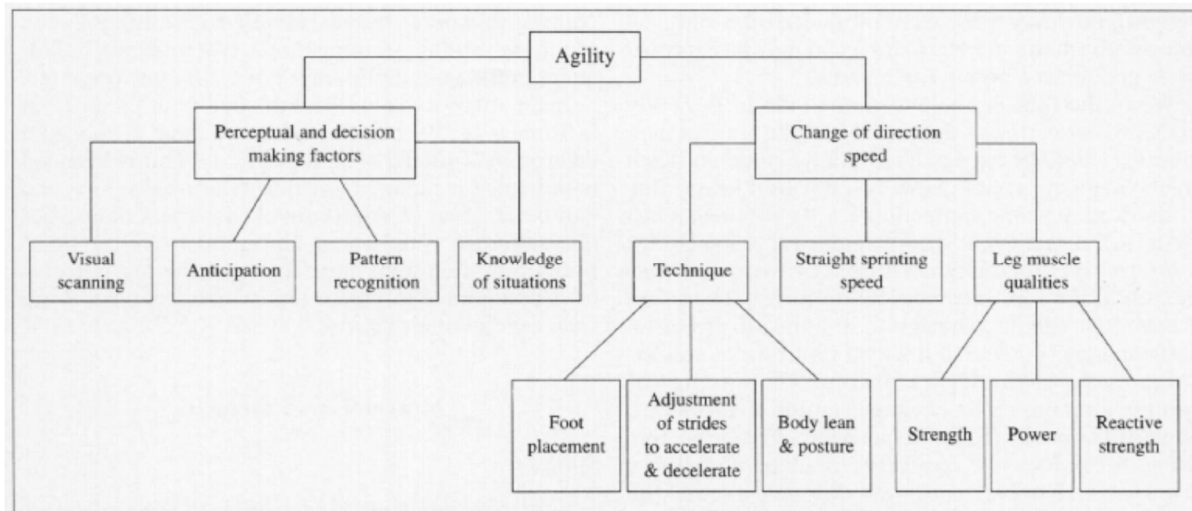 Agility
Perceptual and decision
making factors
Change of direction
speed
Visual
scanning
Anticipation
Pattern
recognition
Knowledge
of situations
Technique
Straight sprinting
speed
Leg muscle
qualities
Foot
placement
Adjustment
of strides
to accelerate
& decelerate
Body lean
& posture
Strength
Power
Reactive
strength